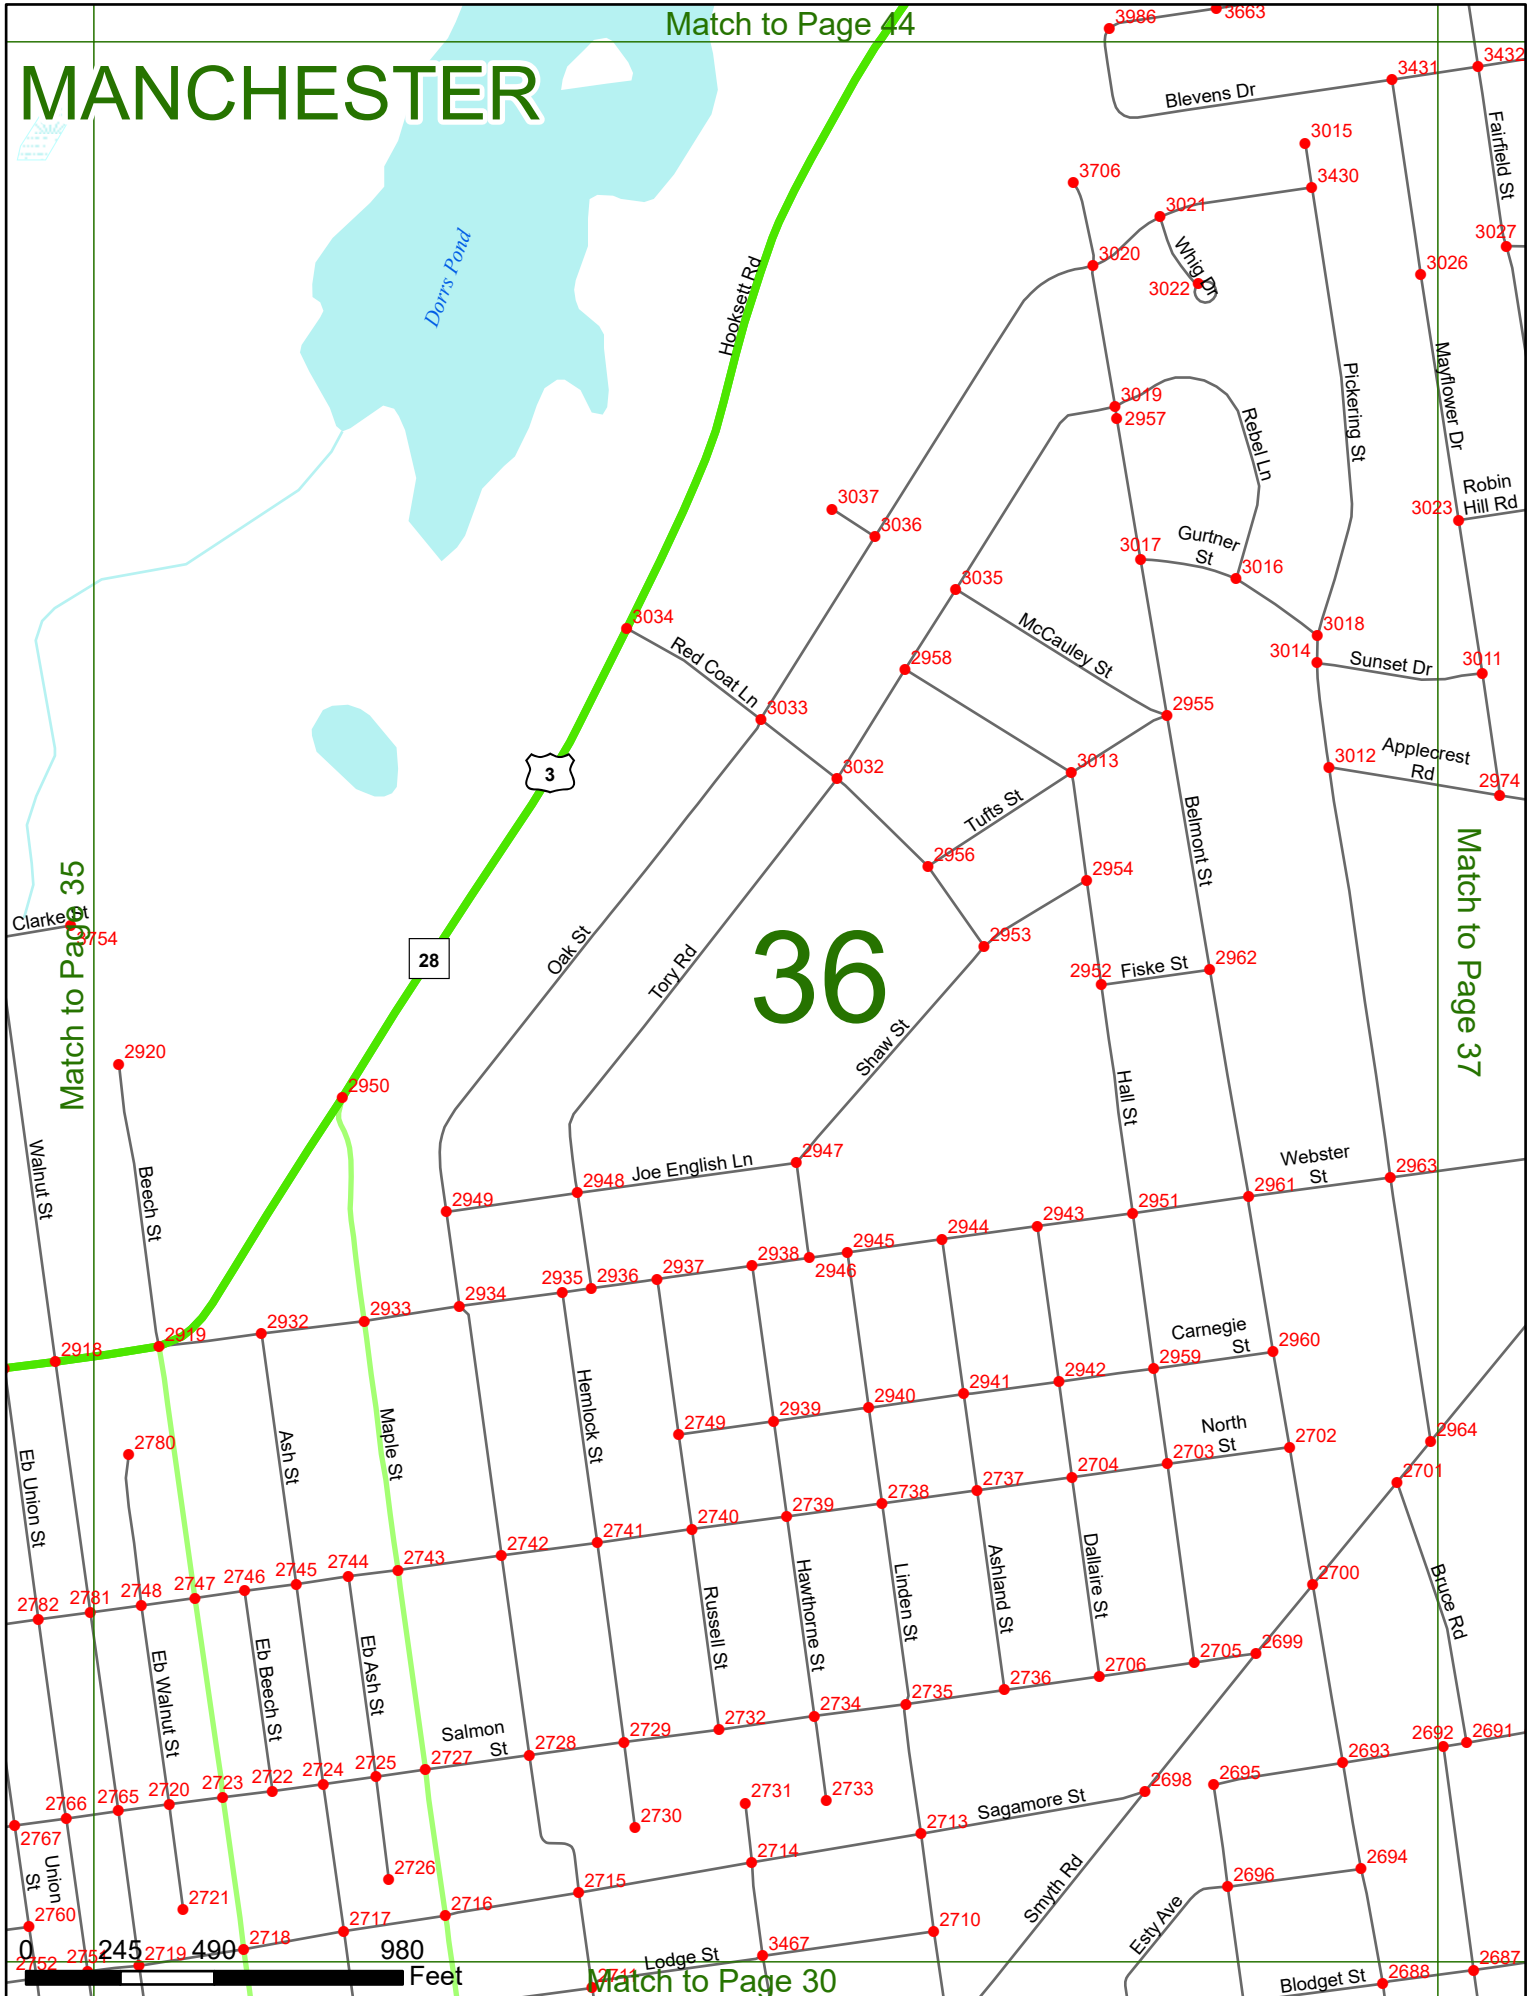 Match to Page 44
MANCHESTER
3986
3663
3431
3432
Blevens Dr
Fairfield St
3015
3430
3706
3021
3020
Whig Dr
3022
3027
3026
Dorrs Pond
Hooksett Rd
3019
2957
Rebel Ln
Pickering St
Mayflower Dr
Robin
Hill Rd
3023
3037
3036
3017
Gurtner
St
3016
3035
3034
Red Coat Ln
McCauley St
3018
3014
Sunset Dr
3011
2958
3033
2955
3
3032
3013
3012
Applecrest
Rd
2974
Tufts St
Belmont St
2956
2954
Match to Page 35
Match to Page 37
Clarke St
3754
28
Oak St
Tory Rd
36
2953
2952
Fiske St
2962
Shaw St
2920
2950
Hall St
Walnut St
Beech St
2947
Joe English Ln
2948
2949
Webster
St
2963
2961
2951
2943
2944
2945
2946
2938
2937
2936
2935
2934
2933
2932
2919
2918
Carnegie
St
2960
2959
2942
2941
2940
2939
2749
Hemlock St
Maple St
Ash St
Eb Union St
2780
North
St
2702
2964
2701
2703
2704
2737
2738
2739
2740
2741
2742
2743
2744
2745
2746
2747
2748
2781
2782
Dallaire St
Ashland St
Linden St
Hawthorne St
Russell St
2700
Bruce Rd
Eb Ash St
Eb Beech St
Eb Walnut St
2699
2705
2706
2736
2735
2734
2732
2729
2728
Salmon
St
2727
2725
2724
2722
2723
2720
2765
2766
2767
2692
2691
2693
2695
2698
Sagamore St
2731
2733
2730
2713
2714
2715
2726
2721
Union
St
2694
2696
Smyth Rd
Esty Ave
2716
2717
2718
2719
2751
2752
2760
2710
3467
Lodge St
2711
Blodget St
2688
2687
0 245 490 980
Feet
Match to Page 30